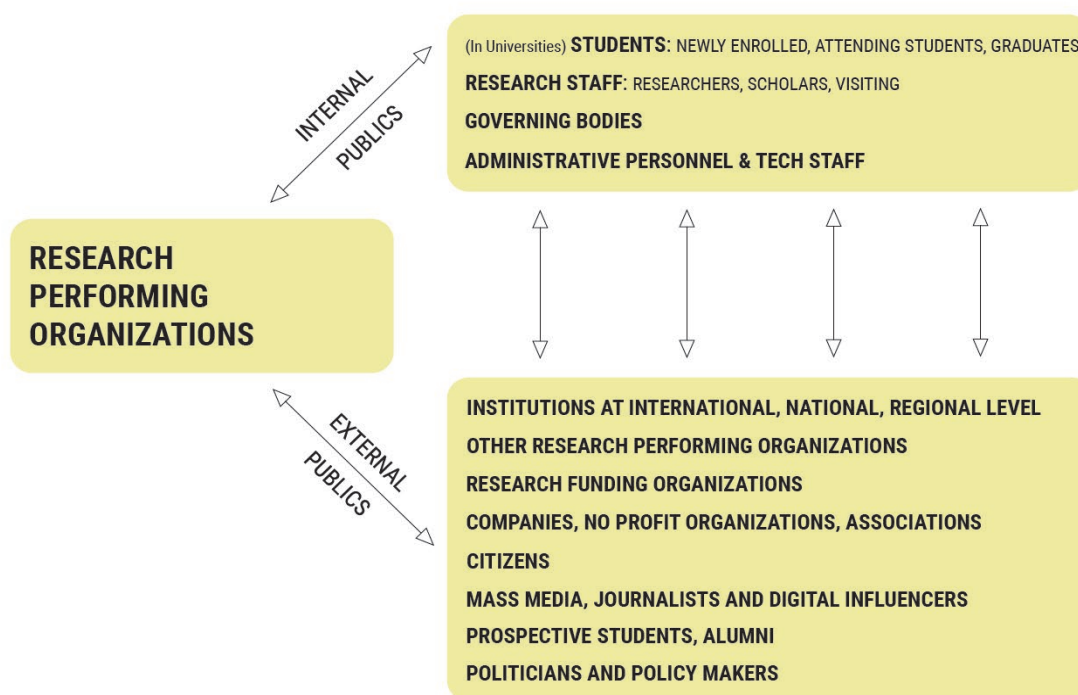 (In Universities) STUDENTS: NEWLY ENROLLED, ATTENDING STUDENTS, GRADUATES
RESEARCH STAFF: RESEARCHERS, SCHOLARS, VISITING
GOVERNING BODIES
ADMINISTRATIVE PERSONNEL & TECH STAFF
INTERNAL
PUBLICS
RESEARCH
PERFORMING
ORGANIZATIONS
EXTERNAL
PUBLICS
INSTITUTIONS AT INTERNATIONAL, NATIONAL, REGIONAL LEVEL
OTHER RESEARCH PERFORMING ORGANIZATIONS
RESEARCH FUNDING ORGANIZATIONS
COMPANIES, NO PROFIT ORGANIZATIONS, ASSOCIATIONS
CITIZENS
MASS MEDIA, JOURNALISTS AND DIGITAL INFLUENCERS
PROSPECTIVE STUDENTS, ALUMNI
POLITICIANS AND POLICY MAKERS